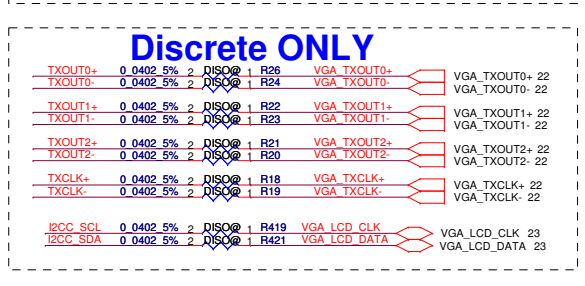 Discrete ONLY
TXOUT0+ 0_0402_5% 2 DISO@ 1 R26 VGA_TXOUT0+ VGA_TXOUT0+ 22
TXOUT0- 0_0402_5% 2 DISO@ 1 R24 VGA_TXOUT0- VGA_TXOUT0- 22
TXOUT1+ 0_0402_5% 2 DISO@ 1 R22 VGA_TXOUT1+ VGA_TXOUT1+ 22
TXOUT1- 0_0402_5% 2 DISO@ 1 R23 VGA_TXOUT1- VGA_TXOUT1- 22
TXOUT2+ 0_0402_5% 2 DISO@ 1 R21 VGA_TXOUT2+ VGA_TXOUT2+ 22
TXOUT2- 0_0402_5% 2 DISO@ 1 R20 VGA_TXOUT2- VGA_TXOUT2- 22
TXCLK+ 0_0402_5% 2 DISO@ 1 R18 VGA_TXCLK+ VGA_TXCLK+ 22
TXCLK- 0_0402_5% 2 DISO@ 1 R19 VGA_TXCLK- VGA_TXCLK- 22
I2CC_SCL 0_0402_5% 2 DISO@ 1 R419 VGA_LCD_CLK VGA_LCD_CLK 23
I2CC_SDA 0_0402_5% 2 DISO@ 1 R421 VGA_LCD_DATA VGA_LCD_DATA 23